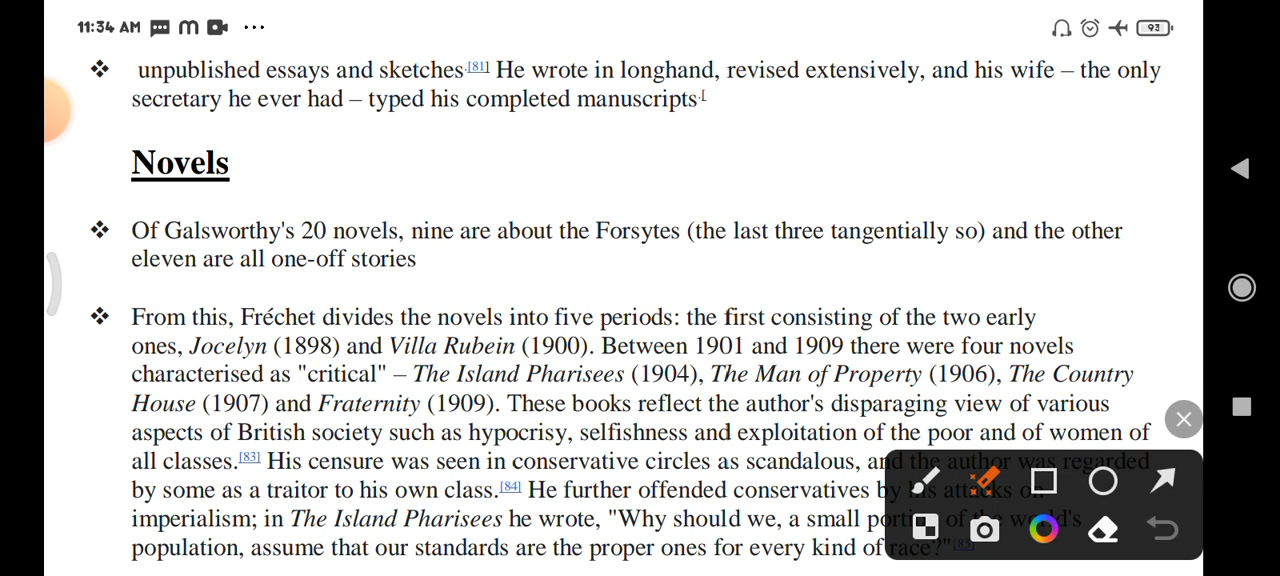 11:34 AM
93
❖ unpublished essays and sketches.[81] He wrote in longhand, revised extensively, and his wife – the only
secretary he ever had – typed his completed manuscripts.[
Novels
❖ Of Galsworthy's 20 novels, nine are about the Forsytes (the last three tangentially so) and the other
eleven are all one-off stories
❖ From this, Fréchet divides the novels into five periods: the first consisting of the two early
ones, Jocelyn (1898) and Villa Rubein (1900). Between 1901 and 1909 there were four novels
characterised as "critical" – The Island Pharisees (1904), The Man of Property (1906), The Country
House (1907) and Fraternity (1909). These books reflect the author's disparaging view of various
aspects of British society such as hypocrisy, selfishness and exploitation of the poor and of women of
all classes.[83] His censure was seen in conservative circles as scandalous, and the author was regarded
by some as a traitor to his own class.[84] He further offended conservatives by his attacks on
imperialism; in The Island Pharisees he wrote, "Why should we, a small portion of the world's
population, assume that our standards are the proper ones for every kind of race?"